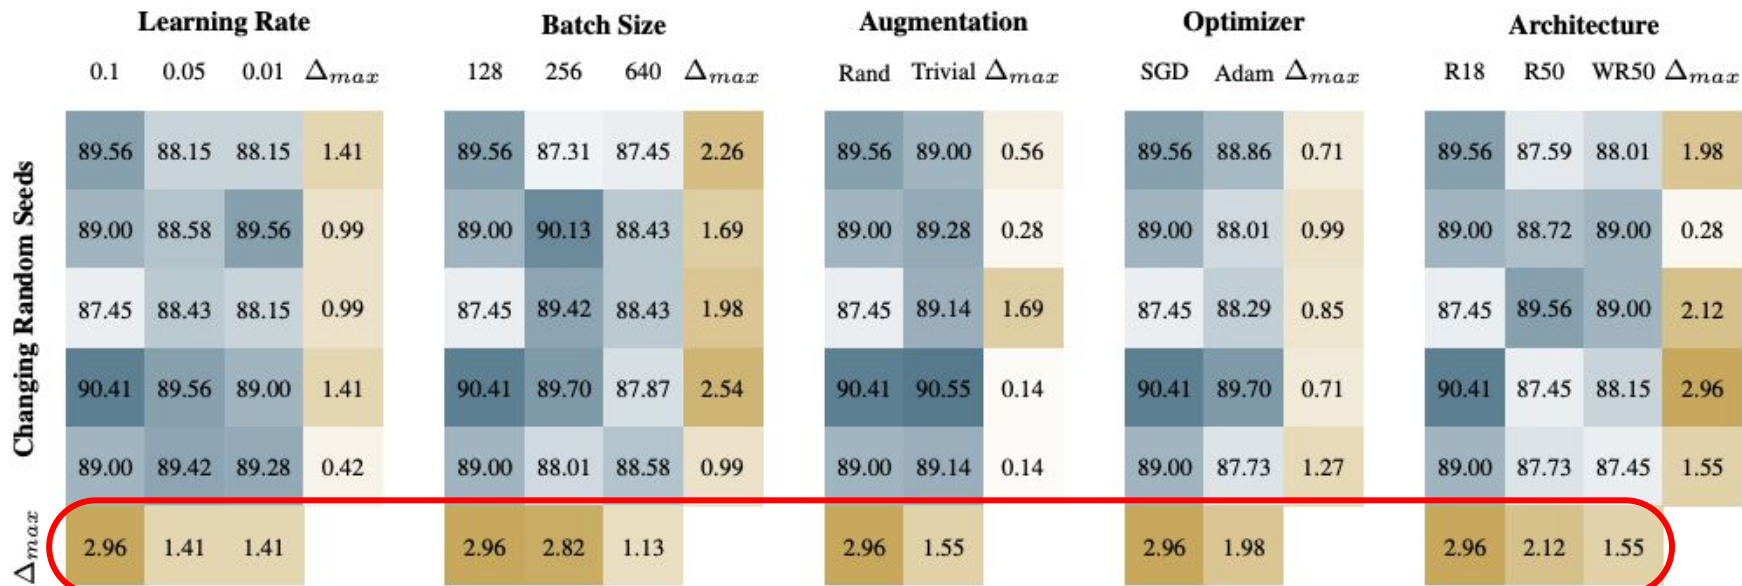 Learning Rate Batch Size Augmentation Optimizer Architecture
0.1 0.05 0.01 Δmax 128 256 640 Δmax Rand Trivial Δmax SGD Adam Δmax R18 R50 WR50 Δmax
Changing Random Seeds
89.56 88.15 88.15 1.41 89.56 87.31 87.45 2.26 89.56 89.00 0.56 89.56 88.86 0.71 89.56 87.59 88.01 1.98
89.00 88.58 89.56 0.99 89.00 90.13 88.43 1.69 89.00 89.28 0.28 89.00 88.01 0.99 89.00 88.72 89.00 0.28
87.45 88.43 88.15 0.99 87.45 89.42 88.43 1.98 87.45 89.14 1.69 87.45 88.29 0.85 87.45 89.56 89.00 2.12
90.41 89.56 89.00 1.41 90.41 89.70 87.87 2.54 90.41 90.55 0.14 90.41 89.70 0.71 90.41 87.45 88.15 2.96
89.00 89.42 89.28 0.42 89.00 88.01 88.58 0.99 89.00 89.14 0.14 89.00 87.73 1.27 89.00 87.73 87.45 1.55
Δmax 2.96 1.41 1.41 2.96 2.82 1.13 2.96 1.55 2.96 1.98 2.96 2.12 1.55